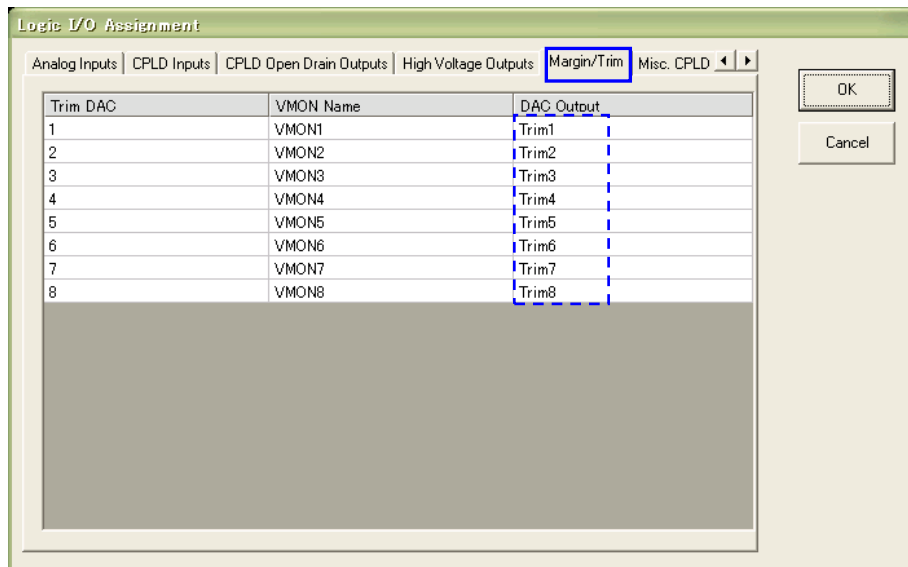 Logic I/O Assignment
Analog Inputs CPLD Inputs CPLD Open Drain Outputs High Voltage Outputs Margin/Trim Misc. CPLD
OK
Cancel
Trim DAC VMON Name DAC Output
1 VMON1 Trim1
2 VMON2 Trim2
3 VMON3 Trim3
4 VMON4 Trim4
5 VMON5 Trim5
6 VMON6 Trim6
7 VMON7 Trim7
8 VMON8 Trim8